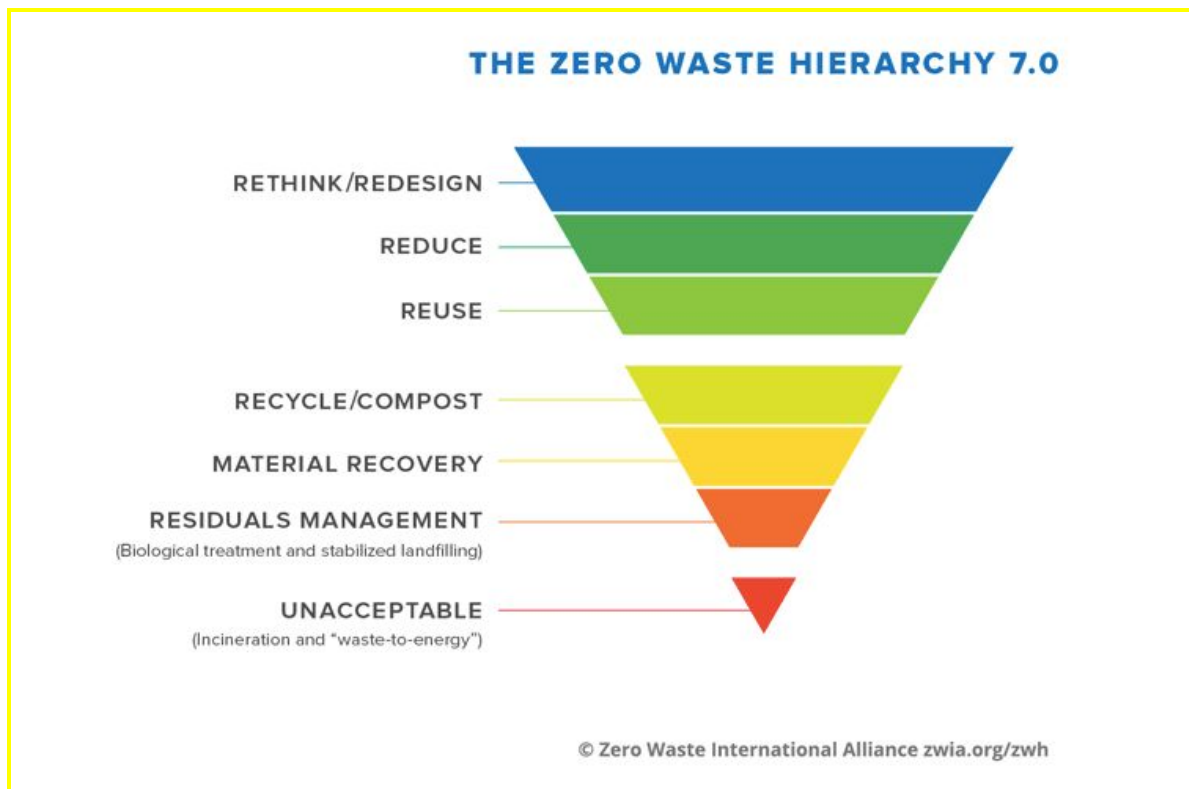 THE ZERO WASTE HIERARCHY 7.0
RETHINK/REDESIGN
REDUCE
REUSE
RECYCLE/COMPOST
MATERIAL RECOVERY
RESIDUALS MANAGEMENT
(Biological treatment and stabilized landfilling)
UNACCEPTABLE
(Incineration and “waste-to-energy”)
© Zero Waste International Alliance zwia.org/zwh